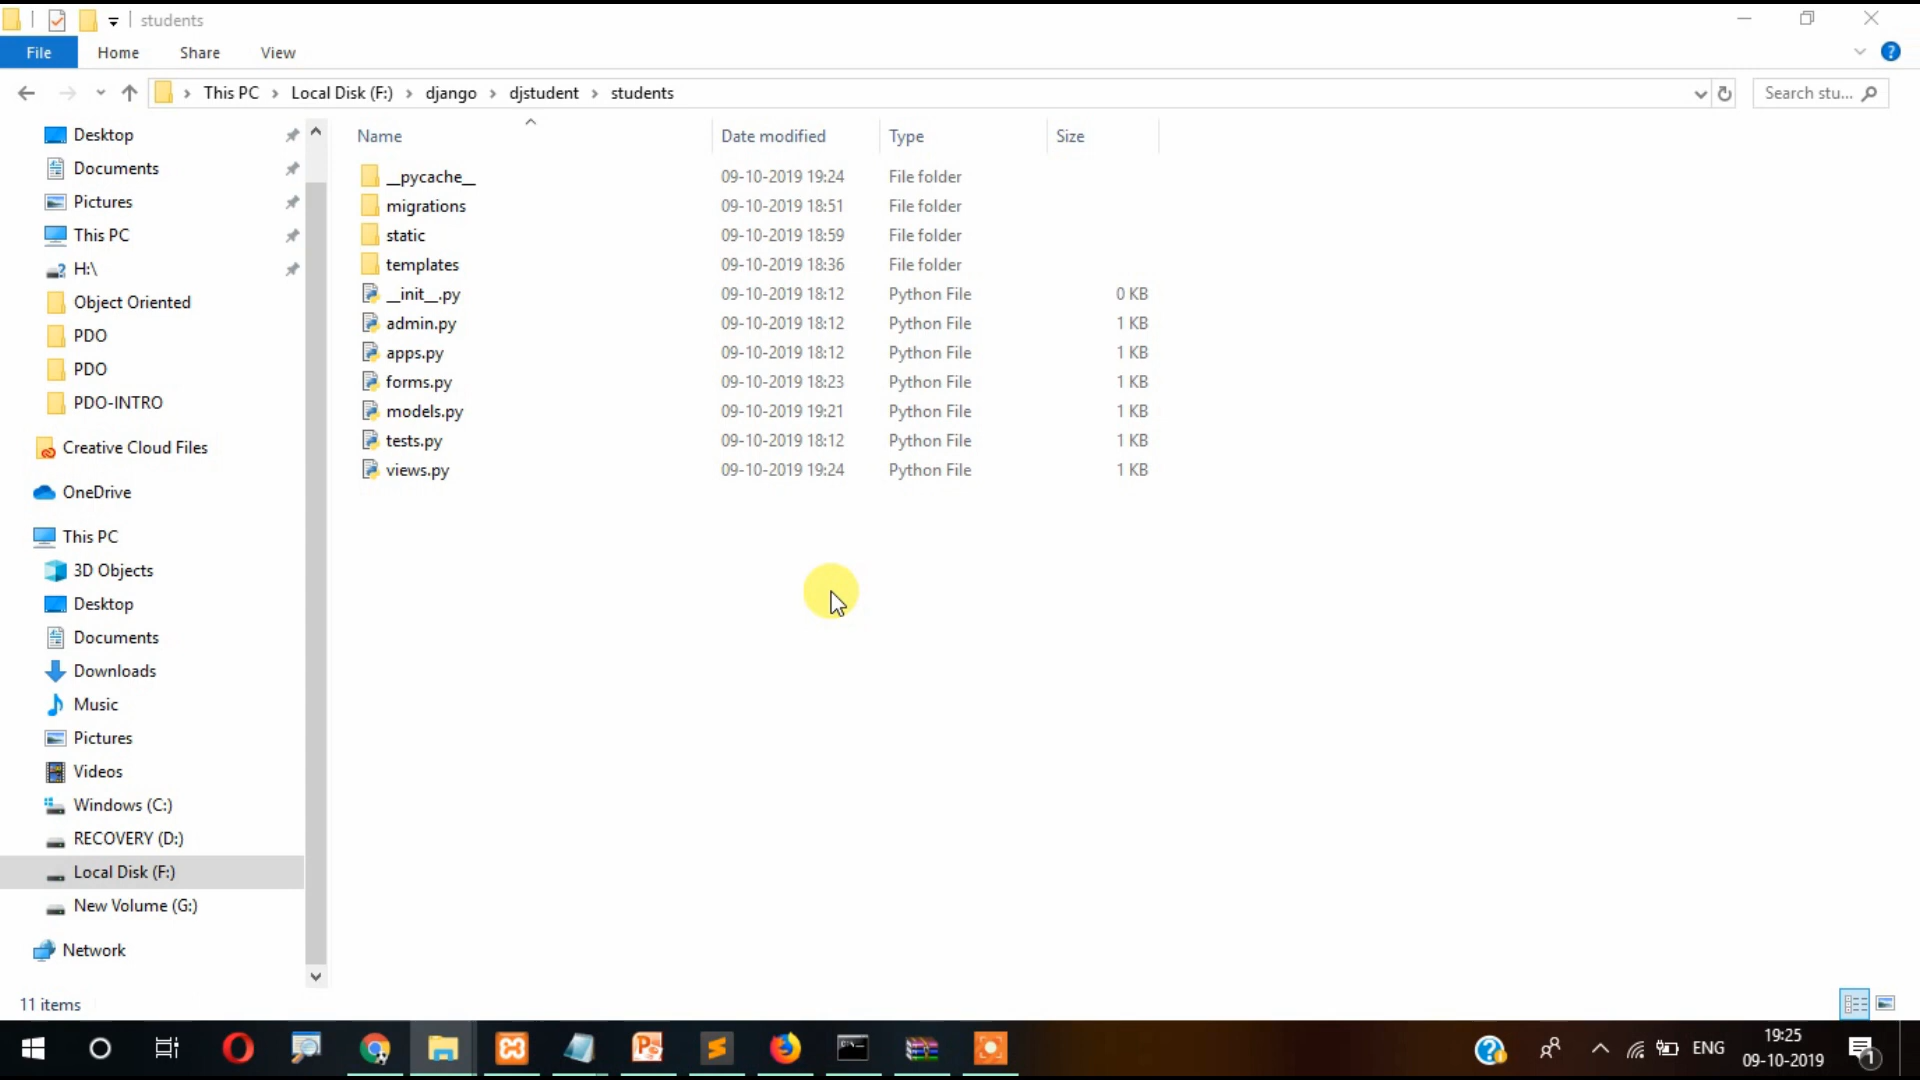 students
File Home Share View
This PC Local Disk (F:) django djstudent students Search stu...
Name Date modified Type Size
Desktop
Documents
Pictures
This PC
H:\
Object Oriented
PDO
PDO
PDO-INTRO
Creative Cloud Files
OneDrive
This PC
3D Objects
Desktop
Documents
Downloads
Music
Pictures
Videos
Windows (C:)
RECOVERY (D:)
Local Disk (F:)
New Volume (G:)
Network
__pycache__ 09-10-2019 19:24 File folder
migrations 09-10-2019 18:51 File folder
static 09-10-2019 18:59 File folder
templates 09-10-2019 18:36 File folder
__init__.py 09-10-2019 18:12 Python File 0 KB
admin.py 09-10-2019 18:12 Python File 1 KB
apps.py 09-10-2019 18:12 Python File 1 KB
forms.py 09-10-2019 18:23 Python File 1 KB
models.py 09-10-2019 19:21 Python File 1 KB
tests.py 09-10-2019 18:12 Python File 1 KB
views.py 09-10-2019 19:24 Python File 1 KB
11 items
ENG
19:25
09-10-2019
1